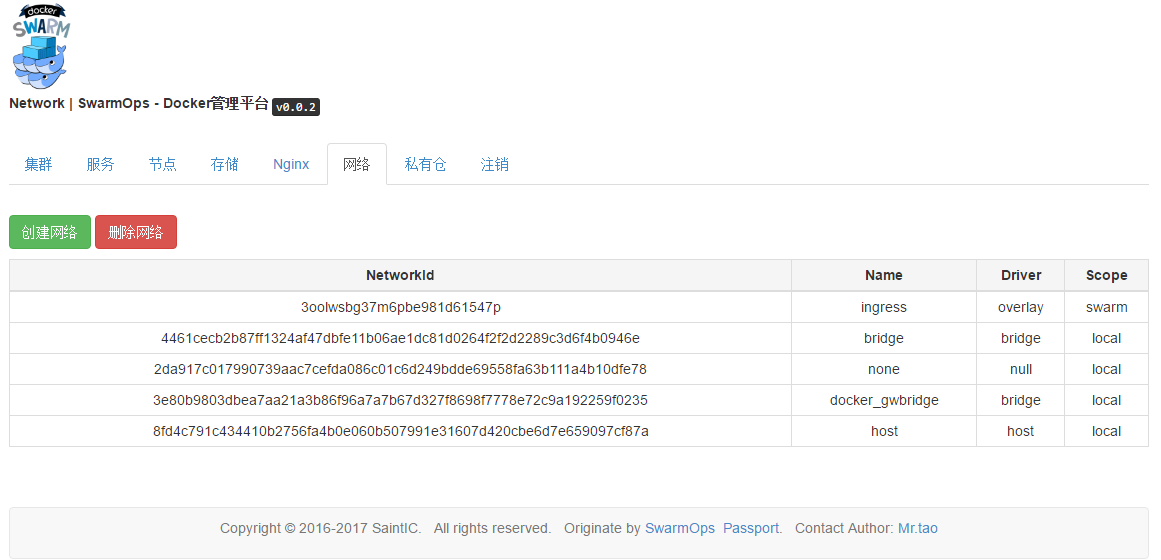 docker
SWARM
Network | SwarmOps - Docker管理平台 v0.0.2
集群 服务 节点 存储 Nginx 网络 私有仓 注销
创建网络 删除网络
NetworkId Name Driver Scope
3oolwsbg37m6pbe981d61547p ingress overlay swarm
4461cecb2b87ff1324af47dbfe11b06ae1dc81d0264f2f2d2289c3d6f4b0946e bridge bridge local
2da917c017990739aac7cefda086c01c6d249bdde69558fa63b111a4b10dfe78 none null local
3e80b9803dbea7aa21a3b86f96a7a7b67d327f8698f7778e72c9a192259f0235 docker_gwbridge bridge local
8fd4c791c434410b2756fa4b0e060b507991e31607d420cbe6d7e659097cf87a host host local
Copyright © 2016-2017 SaintIC. All rights reserved. Originate by SwarmOps Passport. Contact Author: Mr.tao